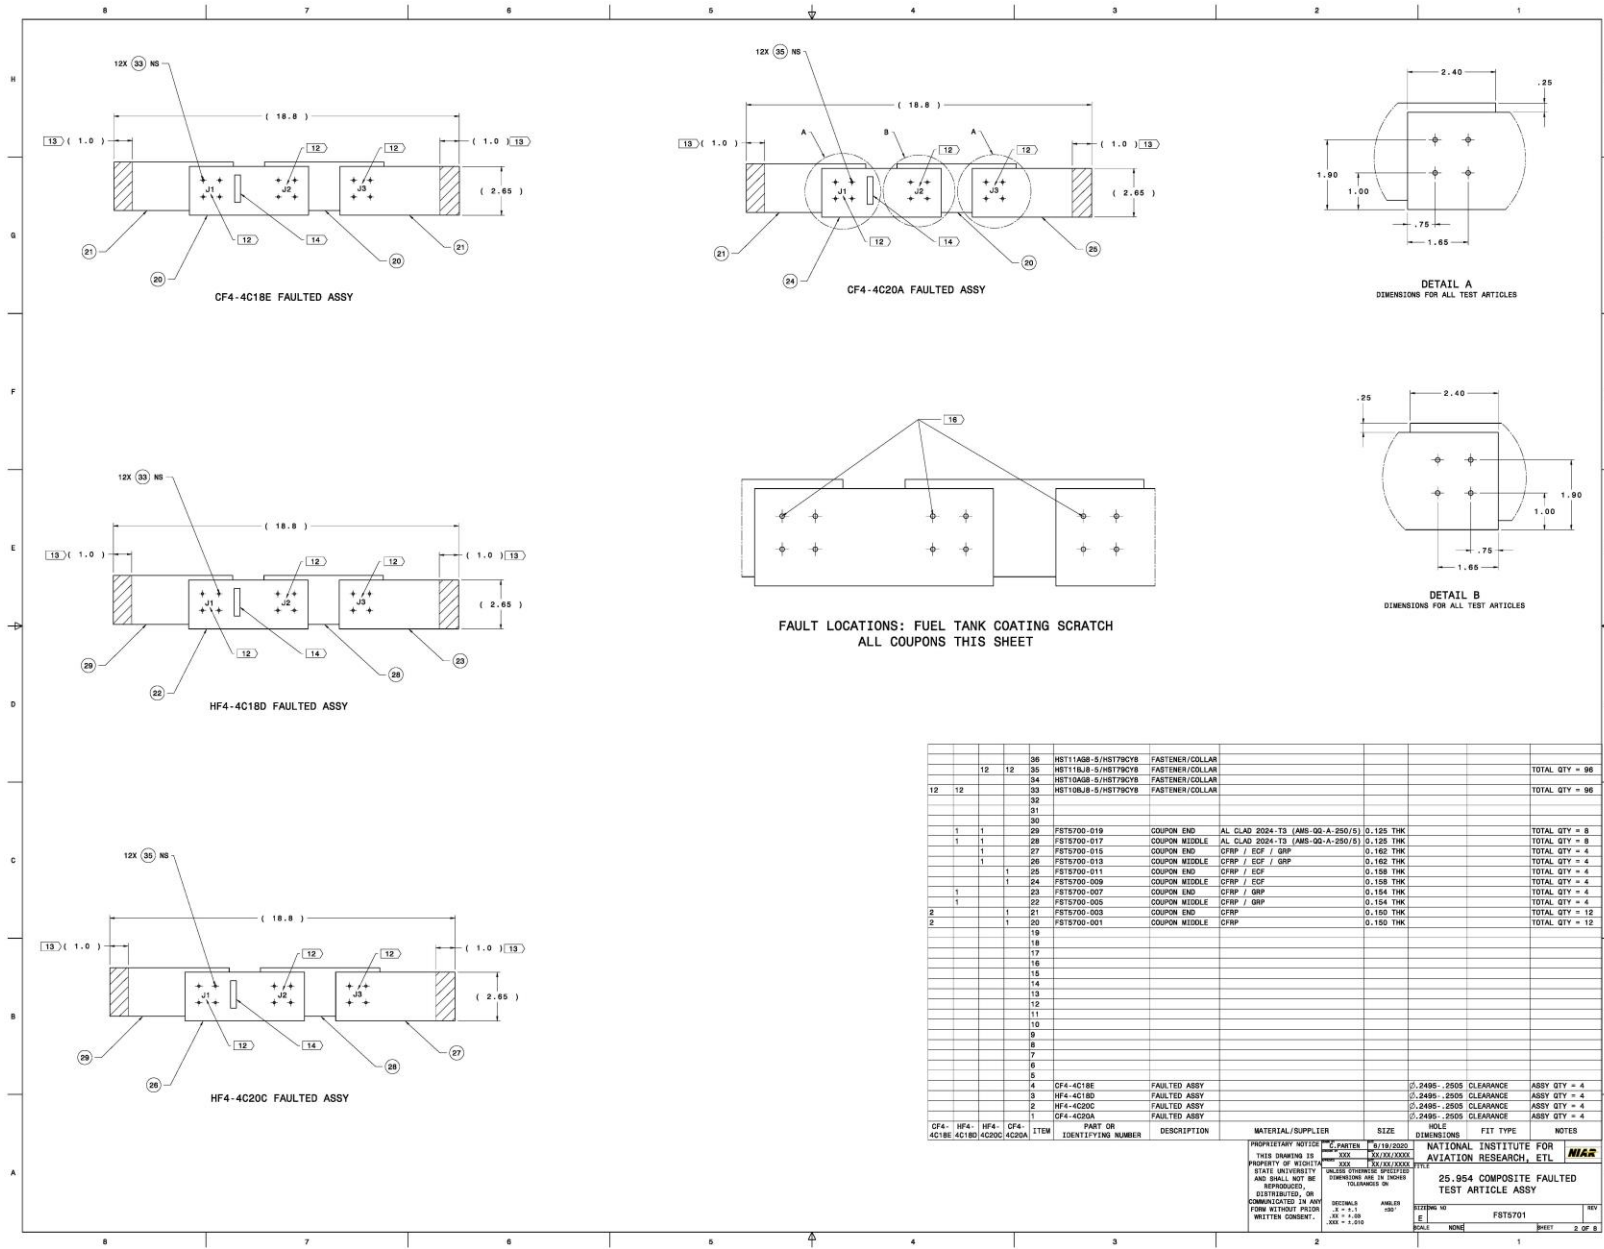 8 7 6 5 4 3 2 1
H
G
F
E
D
C
B
A
12X 33 NS
( 18.8 )
13 ( 1.0 )
( 1.0 ) 13
12
12
J1
J2
J3
( 2.65 )
12
14
21
20
20
21
CF4-4C18E FAULTED ASSY
12X 35 NS
( 18.8 )
13 ( 1.0 )
A
B
A
12
12
( 1.0 ) 13
J1
J2
J3
( 2.65 )
12
14
21
24
20
25
CF4-4C20A FAULTED ASSY
2.40
.25
1.90
1.00
.75
1.65
DETAIL A
DIMENSIONS FOR ALL TEST ARTICLES
12X 33 NS
( 18.8 )
13 ( 1.0 )
( 1.0 ) 13
12
12
J1
J2
J3
( 2.65 )
12
14
29
22
28
23
HF4-4C18D FAULTED ASSY
16
FAULT LOCATIONS: FUEL TANK COATING SCRATCH
ALL COUPONS THIS SHEET
.25
2.40
1.90
1.00
.75
1.65
DETAIL B
DIMENSIONS FOR ALL TEST ARTICLES
12X 35 NS
( 18.8 )
13 ( 1.0 )
( 1.0 ) 13
12
12
J1
J2
J3
( 2.65 )
12
14
29
26
28
27
HF4-4C20C FAULTED ASSY
36 HST11AG8-5/HST79CY8 FASTENER/COLLAR
12 12 35 HST11BJ8-5/HST79CY8 FASTENER/COLLAR TOTAL QTY = 96
34 HST10AG8-5/HST79CY8 FASTENER/COLLAR
12 12 33 HST10BJ8-5/HST79CY8 FASTENER/COLLAR TOTAL QTY = 96
32
31
30
1 1 29 FST5700-019 COUPON END AL CLAD 2024-T3 (AMS-QQ-A-250/5) 0.125 THK TOTAL QTY = 8
1 1 28 FST5700-017 COUPON MIDDLE AL CLAD 2024-T3 (AMS-QQ-A-250/5) 0.125 THK TOTAL QTY = 8
1 27 FST5700-015 COUPON END CFRP / ECF / GRP 0.162 THK TOTAL QTY = 4
1 26 FST5700-013 COUPON MIDDLE CFRP / ECF / GRP 0.162 THK TOTAL QTY = 4
1 25 FST5700-011 COUPON END CFRP / ECF 0.158 THK TOTAL QTY = 4
1 24 FST5700-009 COUPON MIDDLE CFRP / ECF 0.158 THK TOTAL QTY = 4
1 23 FST5700-007 COUPON END CFRP / GRP 0.154 THK TOTAL QTY = 4
1 22 FST5700-005 COUPON MIDDLE CFRP / GRP 0.154 THK TOTAL QTY = 4
2 1 21 FST5700-003 COUPON END CFRP 0.150 THK TOTAL QTY = 12
2 1 20 FST5700-001 COUPON MIDDLE CFRP 0.150 THK TOTAL QTY = 12
19
18
17
16
15
14
13
12
11
10
9
8
7
6
5
4 CF4-4C18E FAULTED ASSY Ø.2495-.2505 CLEARANCE ASSY QTY = 4
3 HF4-4C18D FAULTED ASSY Ø.2495-.2505 CLEARANCE ASSY QTY = 4
2 HF4-4C20C FAULTED ASSY Ø.2495-.2505 CLEARANCE ASSY QTY = 4
1 CF4-4C20A FAULTED ASSY Ø.2495-.2505 CLEARANCE ASSY QTY = 4
CF4-4C18E HF4-4C18D HF4-4C20C CF4-4C20A ITEM PART OR IDENTIFYING NUMBER DESCRIPTION MATERIAL/SUPPLIER SIZE HOLE DIMENSIONS FIT TYPE NOTES
PROPRIETARY NOTICE
THIS DRAWING IS
PROPERTY OF WICHITA
STATE UNIVERSITY
AND SHALL NOT BE
REPRODUCED,
DISTRIBUTED, OR
COMMUNICATED IN ANY
FORM WITHOUT PRIOR
WRITTEN CONSENT.
C.PARTEN 6/19/2020
XXX XX/XX/XXXX
XXX XX/XX/XXXX
UNLESS OTHERWISE SPECIFIED
DIMENSIONS ARE IN INCHES
TOLERANCES ON
DECIMALS ANGLES
.X = ±.1 ±30'
.XX = ±.03
.XXX = ±.010
NATIONAL INSTITUTE FOR
AVIATION RESEARCH, ETL
NIAR
TITLE
25.954 COMPOSITE FAULTED
TEST ARTICLE ASSY
SIZE DWG NO REV
E FST5701
SCALE NONE SHEET 2 OF 8
8 7 6 5 4 3 2 1